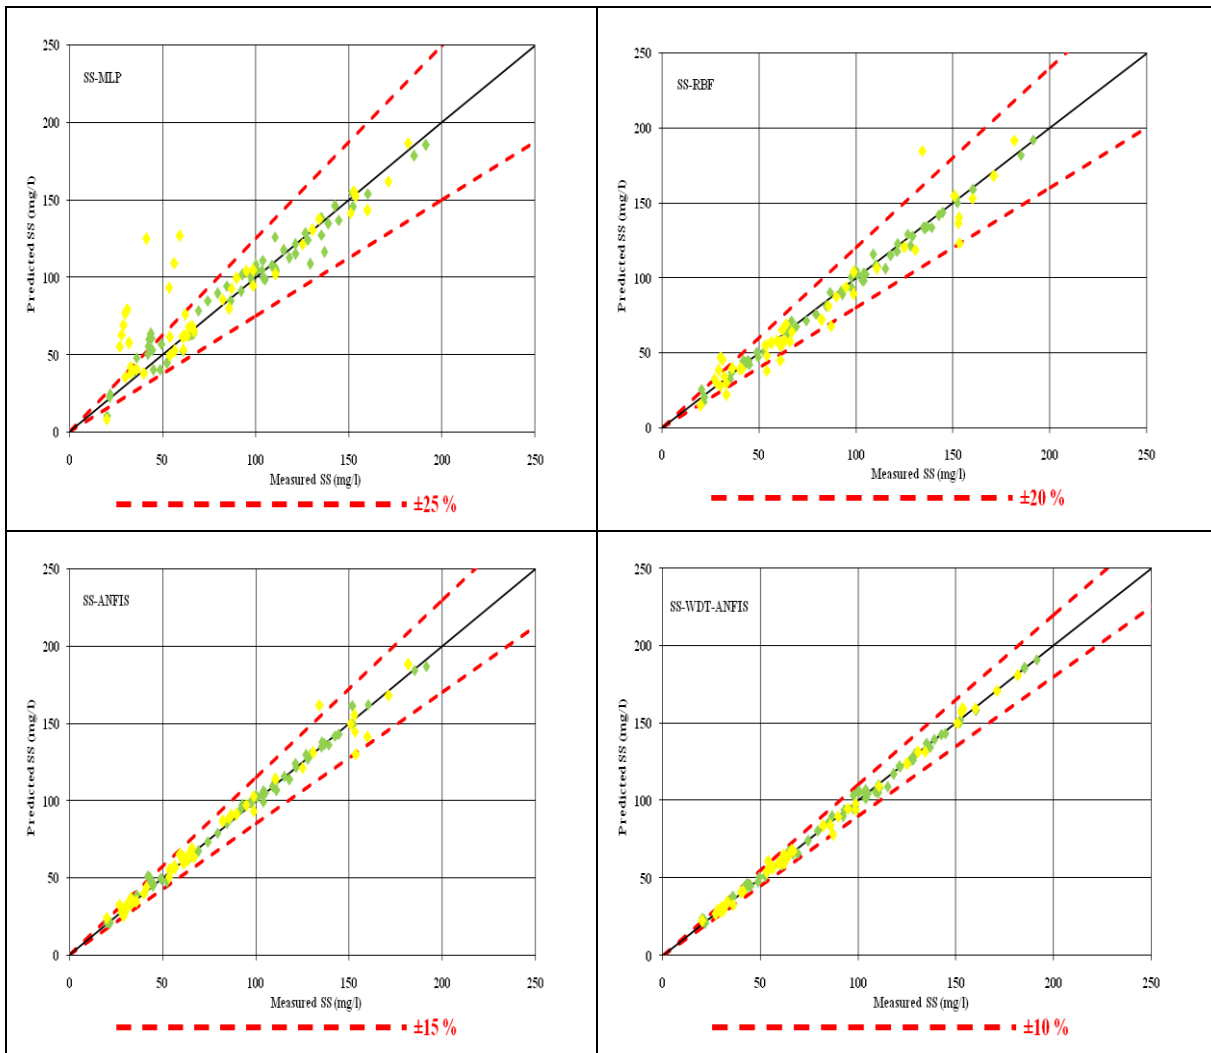 SS-MLP
250
200
150
100
50
0
0 50 100 150 200 250
Predicted SS (mg/l)
Measured SS (mg/l)
±25 %
SS-RBF
250
200
150
100
50
0
0 50 100 150 200 250
Predicted SS (mg/l)
Measured SS (mg/l)
±20 %
SS-ANFIS
250
200
150
100
50
0
0 50 100 150 200 250
Predicted SS (mg/l)
Measured SS (mg/l)
±15 %
SS-WDT-ANFIS
250
200
150
100
50
0
0 50 100 150 200 250
Predicted SS (mg/l)
Measured SS (mg/l)
±10 %